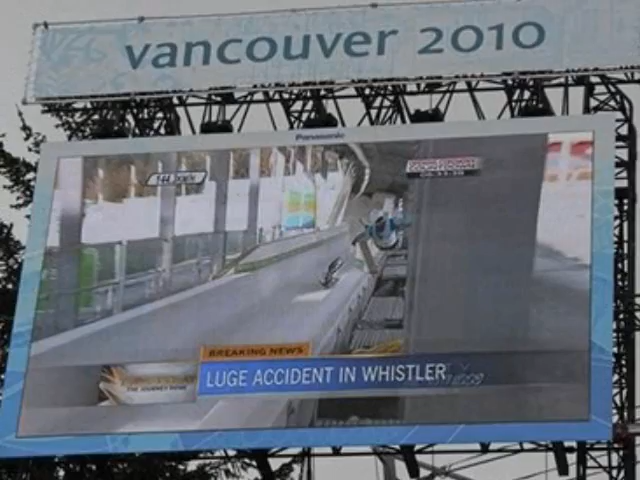 vancouver 2010
Panasonic
144 km/h
BREAKING NEWS
LUGE ACCIDENT IN WHISTLER